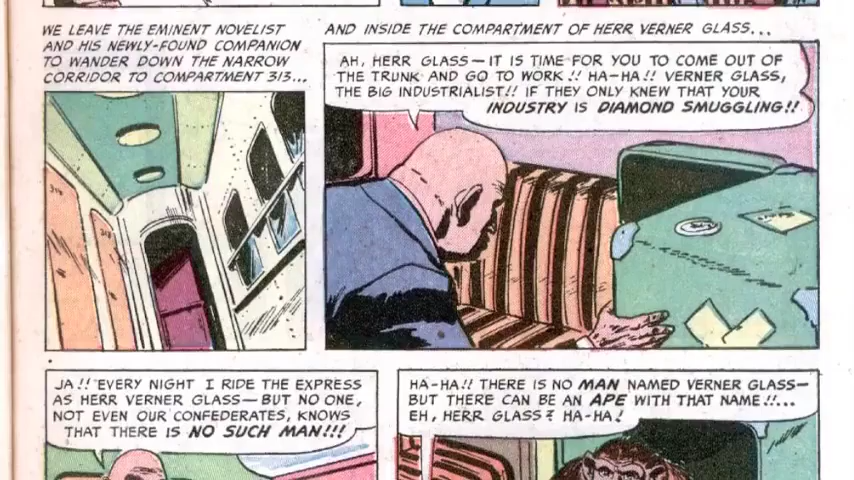 WE LEAVE THE EMINENT NOVELIST
AND HIS NEWLY-FOUND COMPANION
TO WANDER DOWN THE NARROW
CORRIDOR TO COMPARTMENT 313...
AND INSIDE THE COMPARTMENT OF HERR VERNER GLASS...
AH, HERR GLASS—IT IS TIME FOR YOU TO COME OUT OF
THE TRUNK AND GO TO WORK!! HA-HA!! VERNER GLASS,
THE BIG INDUSTRIALIST!! IF THEY ONLY KNEW THAT YOUR
INDUSTRY IS DIAMOND SMUGGLING!!
JA!! EVERY NIGHT I RIDE THE EXPRESS
AS HERR VERNER GLASS—BUT NO ONE,
NOT EVEN OUR CONFEDERATES, KNOWS
THAT THERE IS NO SUCH MAN!!!
HA-HA!! THERE IS NO MAN NAMED VERNER GLASS—
BUT THERE CAN BE AN APE WITH THAT NAME!!...
EH, HERR GLASS? HA-HA!